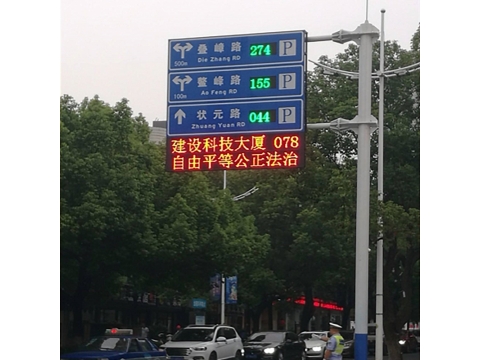 叠嶂路 274 P
500m Die Zhang RD
鳌峰路 155 P
100m Ao Feng RD
状元路 044 P
Zhuang Yuan RD
建设科技大厦 078
自由平等公正法治